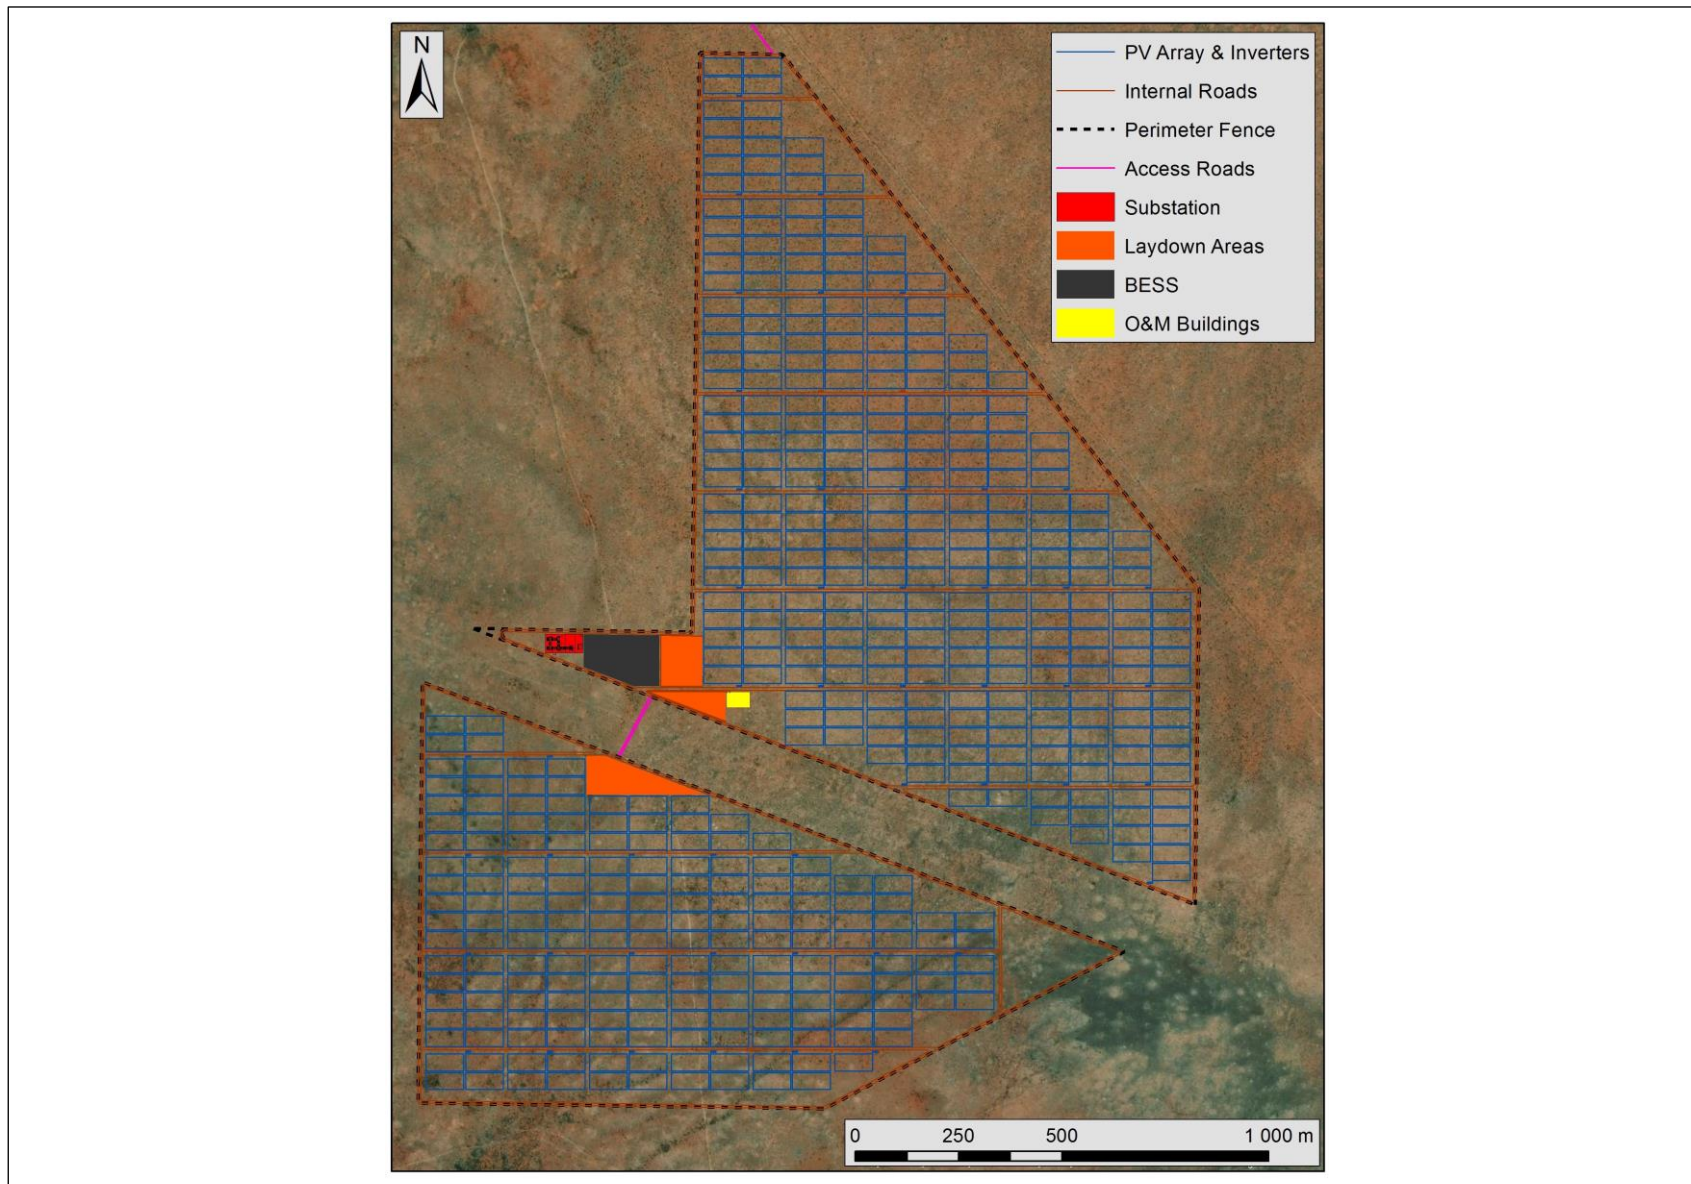 N
PV Array & Inverters
Internal Roads
Perimeter Fence
Access Roads
Substation
Laydown Areas
BESS
O&M Buildings
0 250 500 1 000 m